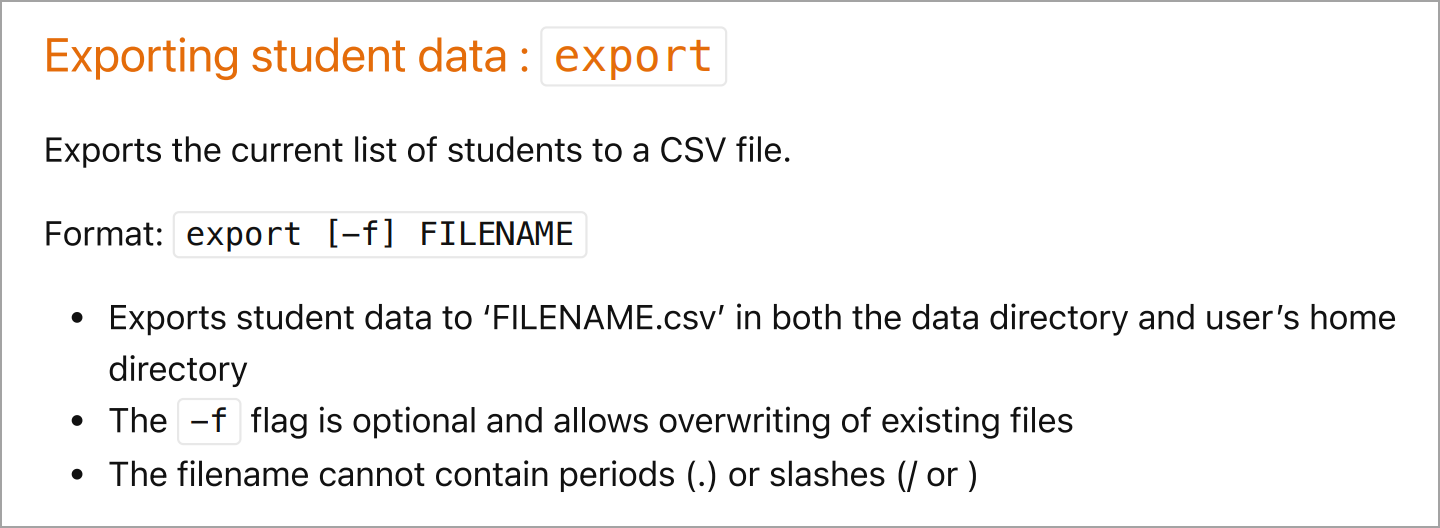 Exporting student data : export
Exports the current list of students to a CSV file.
Format: export [-f] FILENAME
• Exports student data to ‘FILENAME.csv’ in both the data directory and user’s home
directory
• The -f flag is optional and allows overwriting of existing files
• The filename cannot contain periods (.) or slashes (/ or )